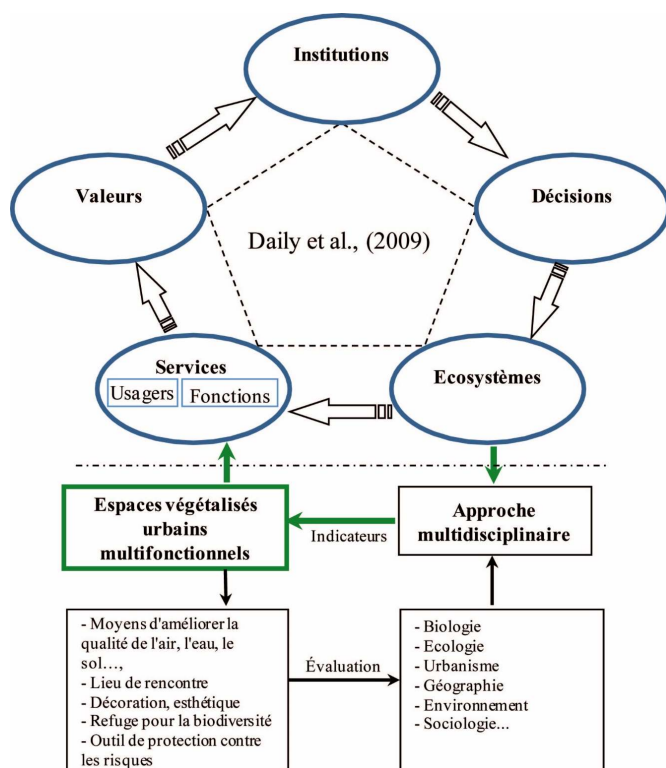 Institutions
Valeurs
Décisions
Daily et al., (2009)
Services
Usagers
Fonctions
Ecosystèmes
Espaces végétalisés
urbains
multifonctionnels
Indicateurs
Approche
multidisciplinaire
- Moyens d'améliorer la
qualité de l'air, l'eau, le
sol...,
- Lieu de rencontre
- Décoration, esthétique
- Refuge pour la biodiversité
- Outil de protection contre
les risques
Évaluation
- Biologie
- Ecologie
- Urbanisme
- Géographie
- Environnement
- Sociologie...